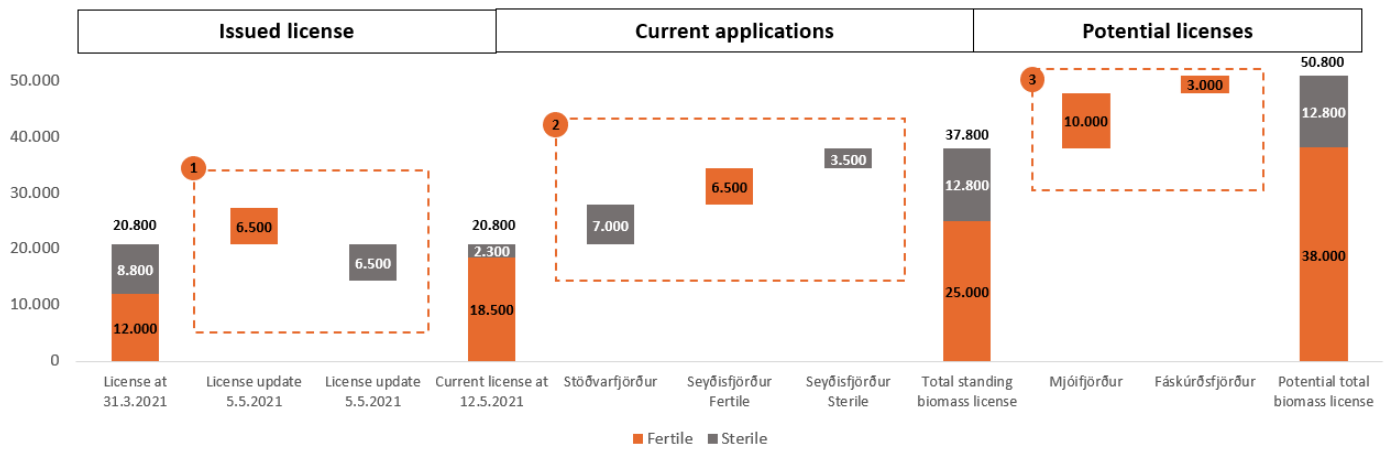 Issued license
Current applications
Potential licenses
50.000
40.000
30.000
20.000
10.000
0
20.800
8.800
12.000
1
6.500
6.500
20.800
2.300
18.500
2
7.000
6.500
3.500
37.800
12.800
25.000
3
10.000
3.000
50.800
12.800
38.000
License at
31.3.2021
License update
5.5.2021
License update
5.5.2021
Current license at
12.5.2021
Stöðvarfjörður
Seyðisfjörður
Fertile
Seyðisfjörður
Sterile
Total standing
biomass license
Mjóifjörður
Fáskúrðsfjörður
Potential total
biomass license
Fertile
Sterile